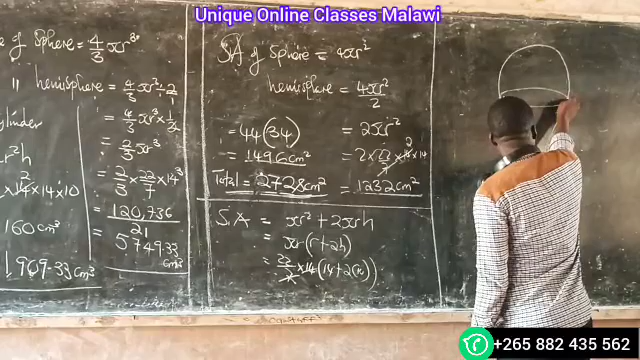 Unique Online Classes Malawi
e of Sphere = 4/3 πr³
" hemisphere = 4/3 πr² ÷ 2/1
= 4/3 πr³ × 1/2
= 2/3 πr³
= 2/3 × 22/7 × 14³
= 120,736
21
5749.33 cm³
ylinder
r²h
× 14 × 14 × 10
160 cm³
1,909.33 cm³
SA of Sphere = 4πr²
hemisphere = 4πr²/2
= 2πr²
= 2 × 22/7 × 14 × 14
= 1232 cm²
= 44(34)
= 1496 cm²
Total = 2728 cm²
S.A = πr² + 2πrh
= πr(r + 2h)
= 22/7 × 14 (14 + 2(10))
+265 882 435 562